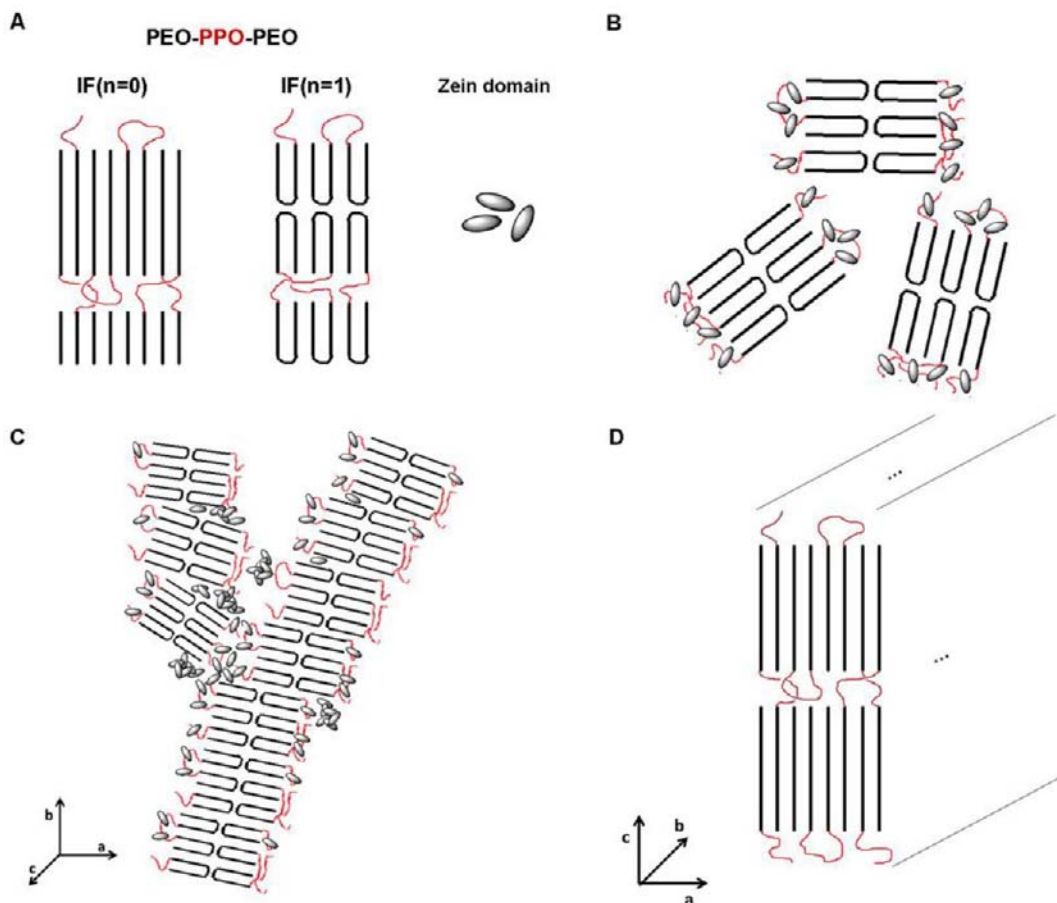 A
PEO-PPO-PEO
IF(n=0)
IF(n=1)
Zein domain
B
C
b
a
c
D
...
...
c
b
a